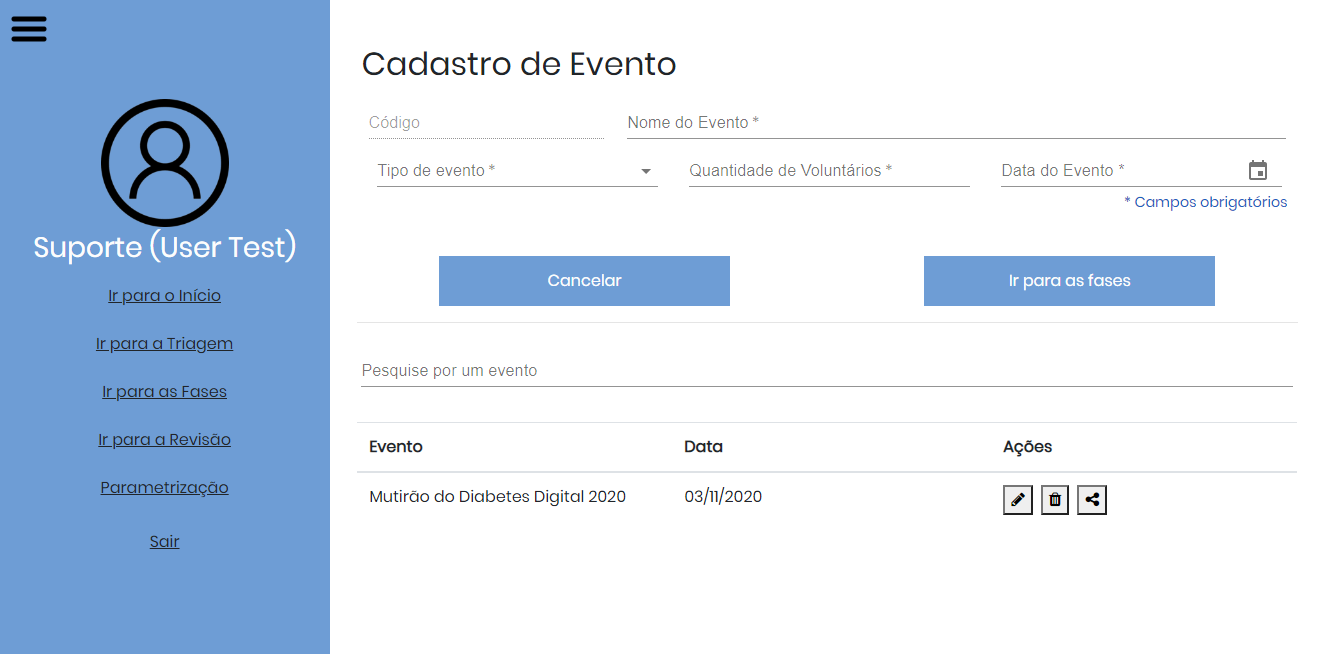 Suporte (User Test)
Ir para o Início
Ir para a Triagem
Ir para as Fases
Ir para a Revisão
Parametrização
Sair
Cadastro de Evento
Código Nome do Evento *
Tipo de evento * Quantidade de Voluntários * Data do Evento *
* Campos obrigatórios
Cancelar Ir para as fases
Pesquise por um evento
Evento Data Ações
Mutirão do Diabetes Digital 2020 03/11/2020